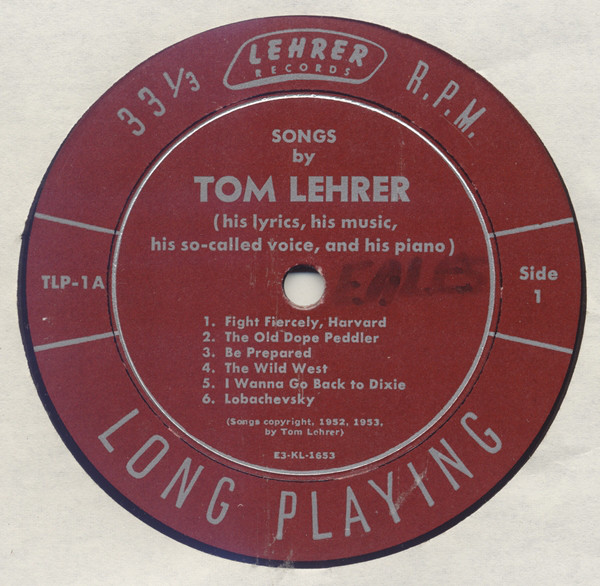 LEHRER
RECORDS
33 1/3
R.P.M.
SONGS
by
TOM LEHRER
(his lyrics, his music,
his so-called voice, and his piano)
TLP-1A
Side
1
1. Fight Fiercely, Harvard
2. The Old Dope Peddler
3. Be Prepared
4. The Wild West
5. I Wanna Go Back to Dixie
6. Lobachevsky
(Songs copyright, 1952, 1953,
by Tom Lehrer)
E3-KL-1653
LONG PLAYING